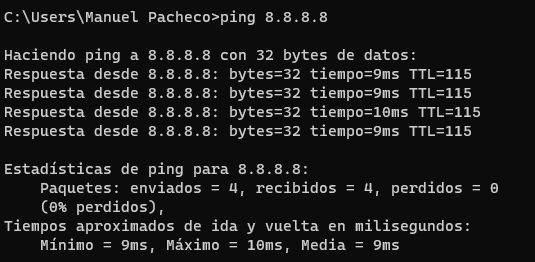 C:\Users\Manuel Pacheco>ping 8.8.8.8
Haciendo ping a 8.8.8.8 con 32 bytes de datos:
Respuesta desde 8.8.8.8: bytes=32 tiempo=9ms TTL=115
Respuesta desde 8.8.8.8: bytes=32 tiempo=9ms TTL=115
Respuesta desde 8.8.8.8: bytes=32 tiempo=10ms TTL=115
Respuesta desde 8.8.8.8: bytes=32 tiempo=9ms TTL=115
Estadísticas de ping para 8.8.8.8:
Paquetes: enviados = 4, recibidos = 4, perdidos = 0
(0% perdidos),
Tiempos aproximados de ida y vuelta en milisegundos:
Mínimo = 9ms, Máximo = 10ms, Media = 9ms